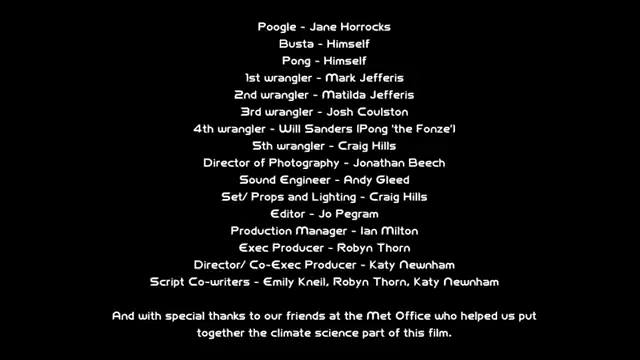 Poogle - Jane Horrocks
Busta - Himself
Pong - Himself
1st wrangler - Mark Jefferis
2nd wrangler - Matilda Jefferis
3rd wrangler - Josh Coulston
4th wrangler - Will Sanders (Pong 'the Fonze')
5th wrangler - Craig Hills
Director of Photography - Jonathan Beech
Sound Engineer - Andy Gleed
Set/ Props and Lighting - Craig Hills
Editor - Jo Pegram
Production Manager - Ian Milton
Exec Producer - Robyn Thorn
Director/ Co-Exec Producer - Katy Newnham
Script Co-writers - Emily Kneil, Robyn Thorn, Katy Newnham
And with special thanks to our friends at the Met Office who helped us put
together the climate science part of this film.